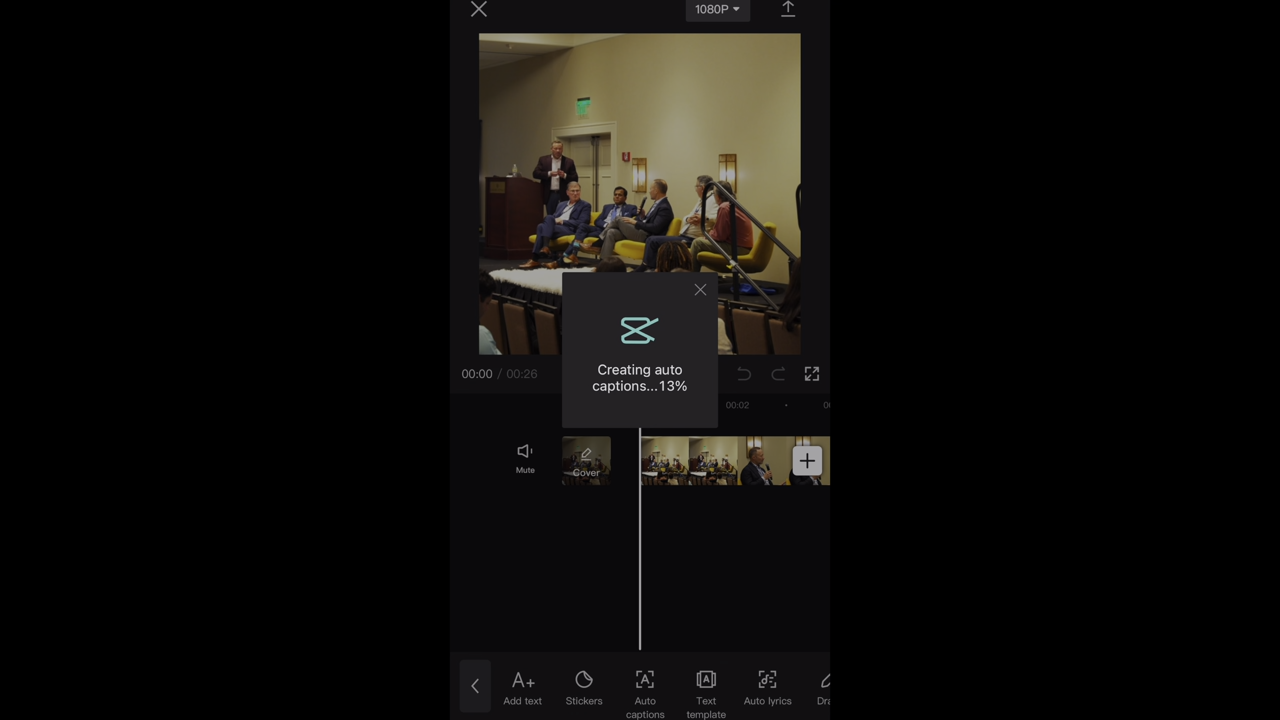 1080P
Creating auto
captions...13%
00:00 / 00:26
00:02
Mute
Cover
Add text
Stickers
Auto
captions
Text
template
Auto lyrics